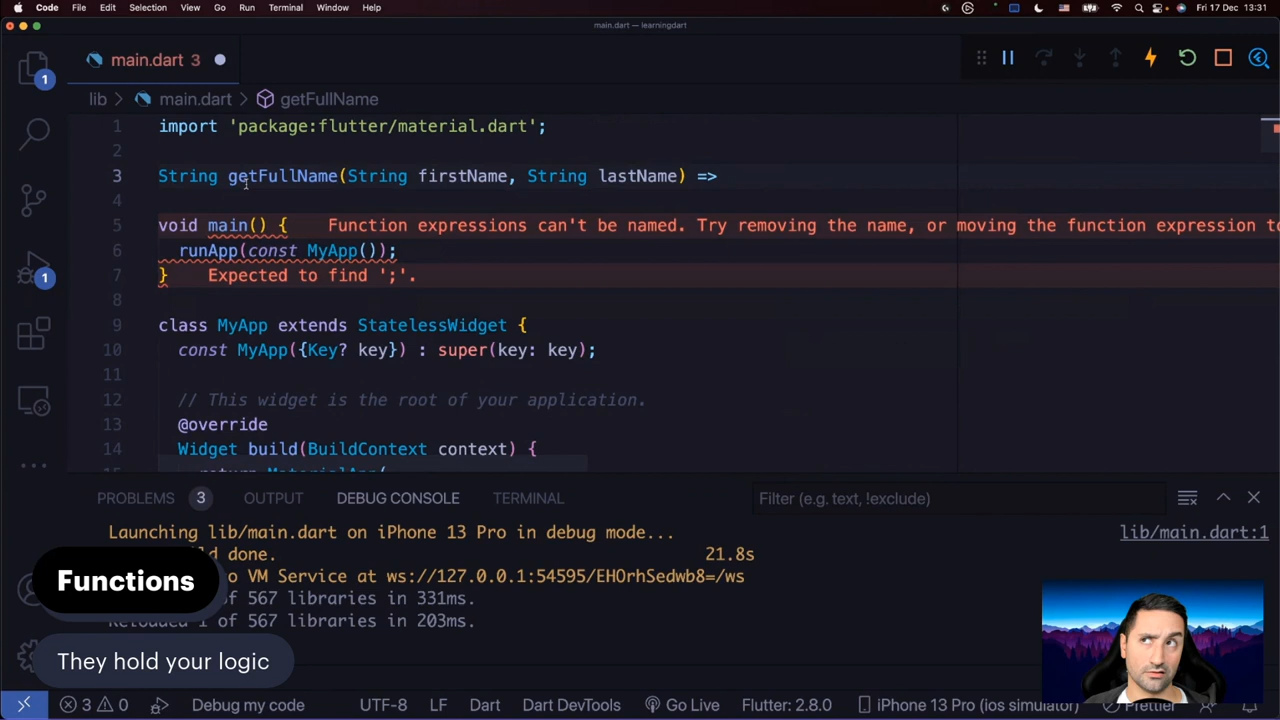 Code File Edit Selection View Go Run Terminal Window Help Fri 17 Dec 13:31
main.dart — learningdart
1
main.dart 3
lib > main.dart > getFullName
1 import 'package:flutter/material.dart';
2
3 String getFullName(String firstName, String lastName) =>
4
5 void main() { Function expressions can't be named. Try removing the name, or moving the function expression to
6 runApp(const MyApp());
7 } Expected to find ';'.
8
9 class MyApp extends StatelessWidget {
10 const MyApp({Key? key}) : super(key: key);
11
12 // This widget is the root of your application.
13 @override
14 Widget build(BuildContext context) {
15 return MaterialApp(
1
PROBLEMS 3 OUTPUT DEBUG CONSOLE TERMINAL Filter (e.g. text, !exclude)
Launching lib/main.dart on iPhone 13 Pro in debug mode... lib/main.dart:1
ld done. 21.8s
o VM Service at ws://127.0.0.1:54595/EHOrhSedwb8=/ws
of 567 libraries in 331ms.
Reloaded 1 of 567 libraries in 203ms.
Functions
They hold your logic
3 0 Debug my code UTF-8 LF Dart Dart DevTools Go Live Flutter: 2.8.0 iPhone 13 Pro (ios simulator) Prettier